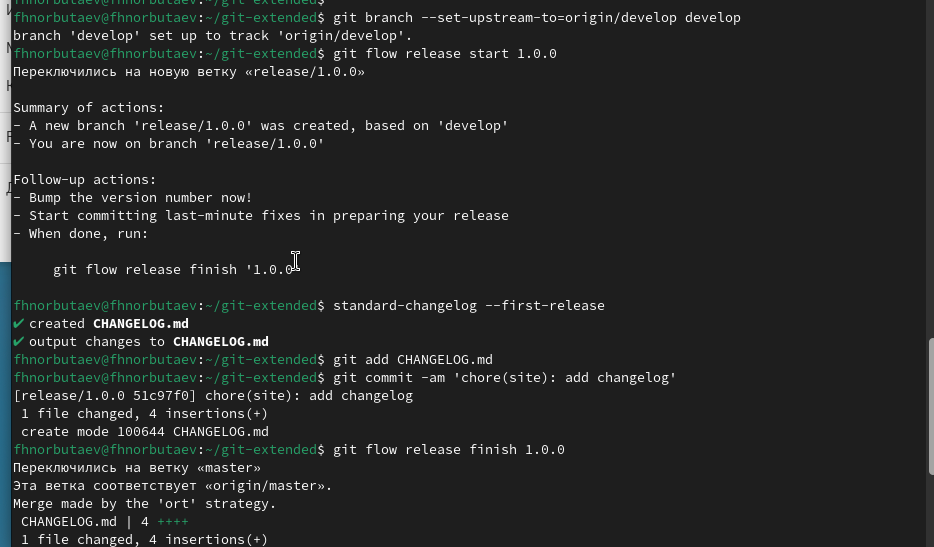 fhnorbutaev@fhnorbutaev:~/git-extended$ git branch --set-upstream-to=origin/develop develop
branch 'develop' set up to track 'origin/develop'.
fhnorbutaev@fhnorbutaev:~/git-extended$ git flow release start 1.0.0
Переключились на новую ветку «release/1.0.0»
Summary of actions:
- A new branch 'release/1.0.0' was created, based on 'develop'
- You are now on branch 'release/1.0.0'
Follow-up actions:
- Bump the version number now!
- Start committing last-minute fixes in preparing your release
- When done, run:
git flow release finish '1.0.0'
fhnorbutaev@fhnorbutaev:~/git-extended$ standard-changelog --first-release
✔ created CHANGELOG.md
✔ output changes to CHANGELOG.md
fhnorbutaev@fhnorbutaev:~/git-extended$ git add CHANGELOG.md
fhnorbutaev@fhnorbutaev:~/git-extended$ git commit -am 'chore(site): add changelog'
[release/1.0.0 51c97f0] chore(site): add changelog
1 file changed, 4 insertions(+)
create mode 100644 CHANGELOG.md
fhnorbutaev@fhnorbutaev:~/git-extended$ git flow release finish 1.0.0
Переключились на ветку «master»
Эта ветка соответствует «origin/master».
Merge made by the 'ort' strategy.
CHANGELOG.md | 4 ++++
1 file changed, 4 insertions(+)